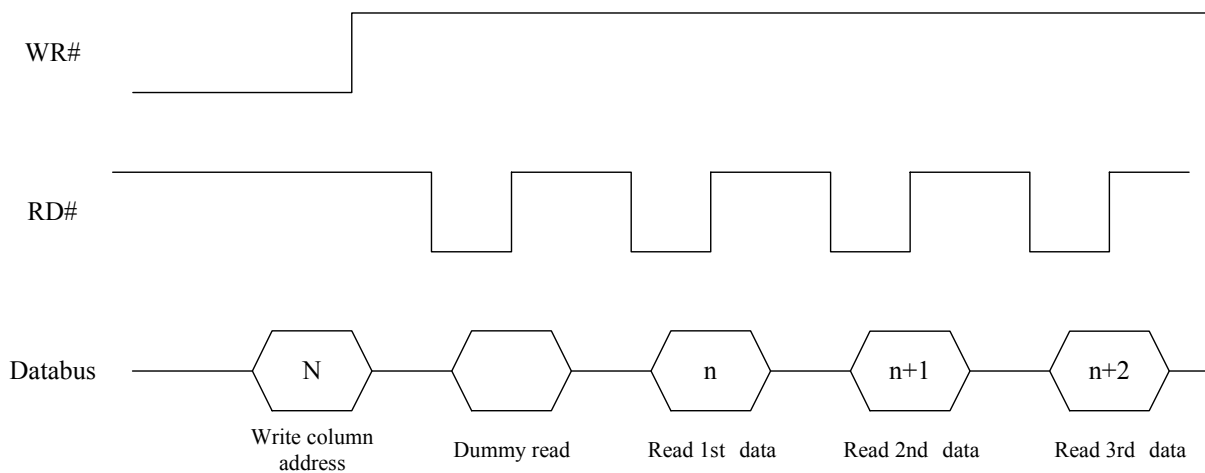 WR#
RD#
Databus
N
n
n+1
n+2
Write column
address
Dummy read
Read 1st data
Read 2nd data
Read 3rd data